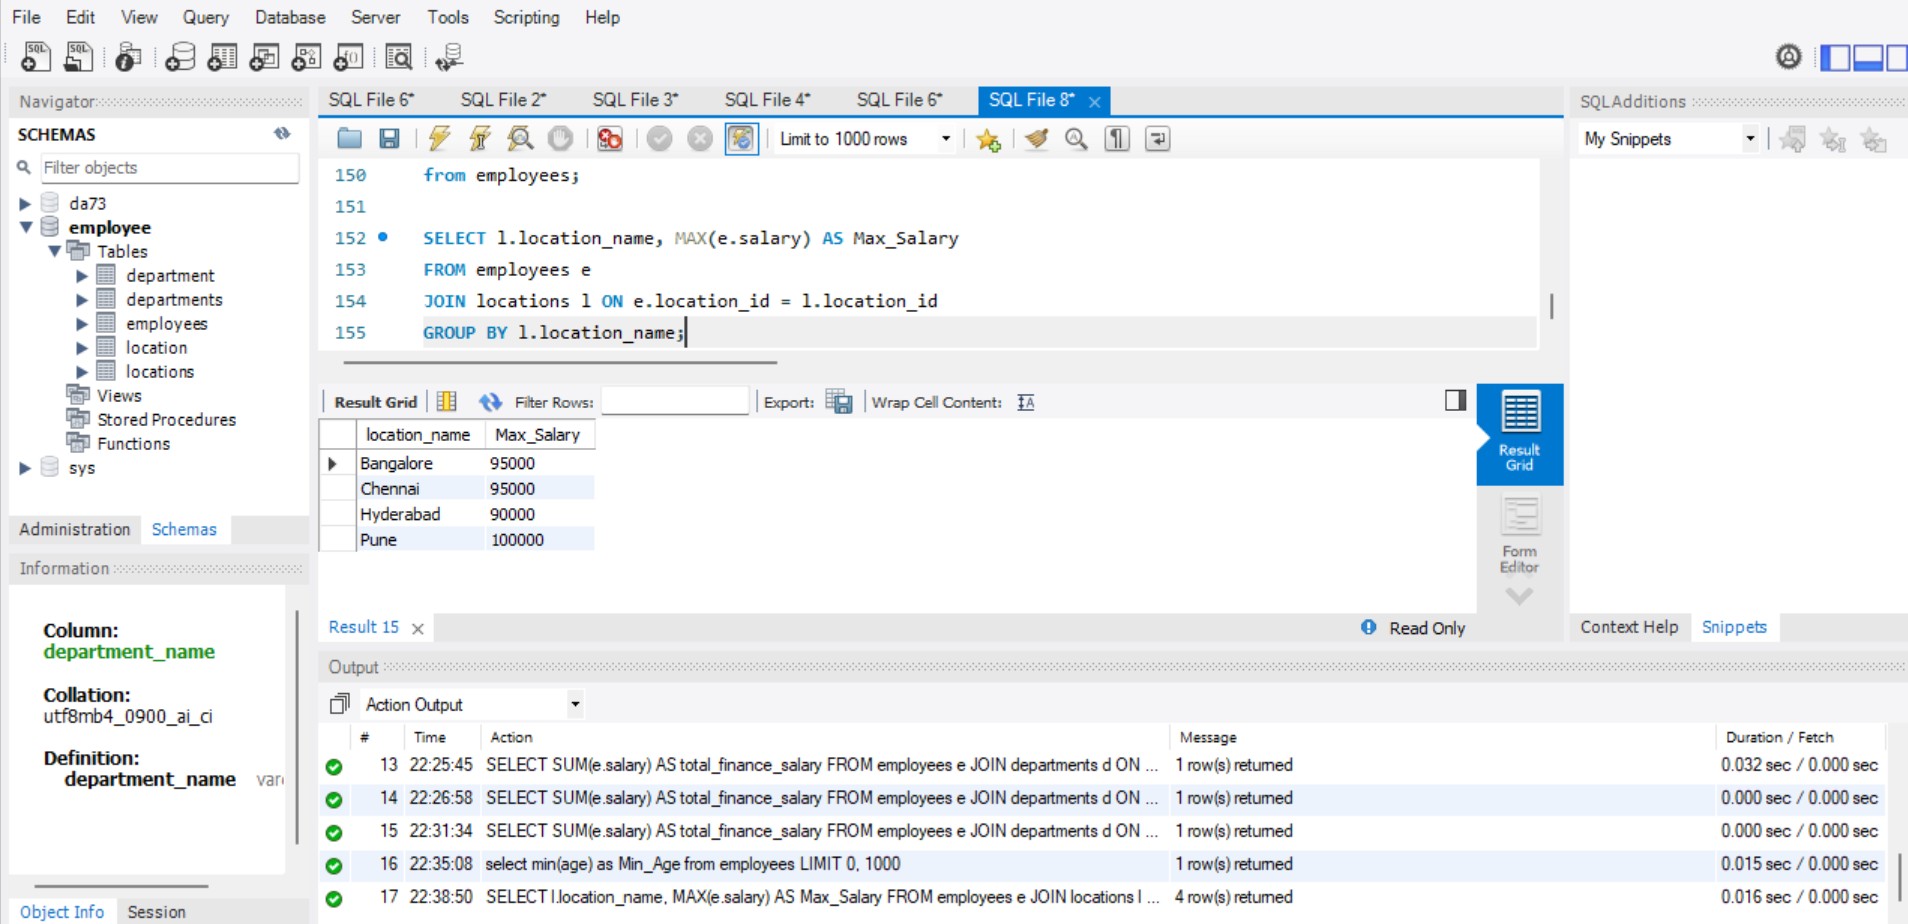 File Edit View Query Database Server Tools Scripting Help
Navigator
SCHEMAS
Filter objects
da73
employee
Tables
department
departments
employees
location
locations
Views
Stored Procedures
Functions
sys
Administration Schemas
Information
Column:
department_name
Collation:
utf8mb4_0900_ai_ci
Definition:
department_name
Object Info Session
SQL File 6* SQL File 2* SQL File 3* SQL File 4* SQL File 6* SQL File 8*
Limit to 1000 rows
150 from employees;
151
152 SELECT l.location_name, MAX(e.salary) AS Max_Salary
153 FROM employees e
154 JOIN locations l ON e.location_id = l.location_id
155 GROUP BY l.location_name;
Result Grid Filter Rows: Export: Wrap Cell Content:
location_name Max_Salary
Bangalore 95000
Chennai 95000
Hyderabad 90000
Pune 100000
Result
Grid
Form
Editor
Result 15 Read Only
SQLAdditions
My Snippets
Context Help Snippets
Output
Action Output
# Time Action Message Duration / Fetch
13 22:25:45 SELECT SUM(e.salary) AS total_finance_salary FROM employees e JOIN departments d ON ... 1 row(s) returned 0.032 sec / 0.000 sec
14 22:26:58 SELECT SUM(e.salary) AS total_finance_salary FROM employees e JOIN departments d ON ... 1 row(s) returned 0.000 sec / 0.000 sec
15 22:31:34 SELECT SUM(e.salary) AS total_finance_salary FROM employees e JOIN departments d ON ... 1 row(s) returned 0.000 sec / 0.000 sec
16 22:35:08 select min(age) as Min_Age from employees LIMIT 0, 1000 1 row(s) returned 0.015 sec / 0.000 sec
17 22:38:50 SELECT l.location_name, MAX(e.salary) AS Max_Salary FROM employees e JOIN locations l ... 4 row(s) returned 0.016 sec / 0.000 sec